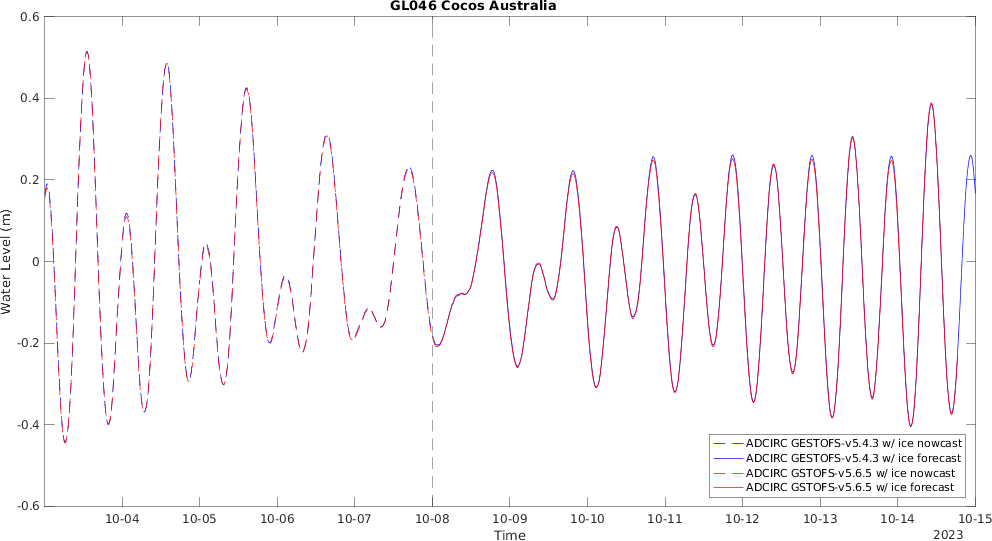 GL046 Cocos Australia
0.6
0.4
0.2
0
-0.2
-0.4
-0.6
Water Level (m)
ADCIRC GESTOFS-v5.4.3 w/ ice nowcast
ADCIRC GESTOFS-v5.4.3 w/ ice forecast
ADCIRC GSTOFS-v5.6.5 w/ ice nowcast
ADCIRC GSTOFS-v5.6.5 w/ ice forecast
10-04 10-05 10-06 10-07 10-08 10-09 10-10 10-11 10-12 10-13 10-14 10-15
Time
2023